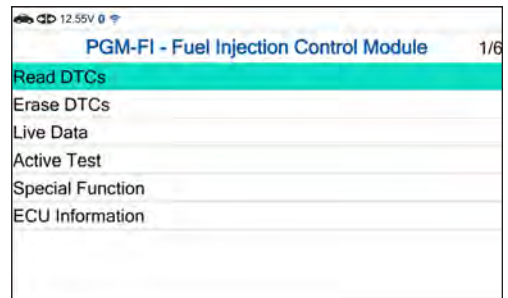 12.55V 0
PGM-FI - Fuel Injection Control Module 1/6
Read DTCs
Erase DTCs
Live Data
Active Test
Special Function
ECU Information